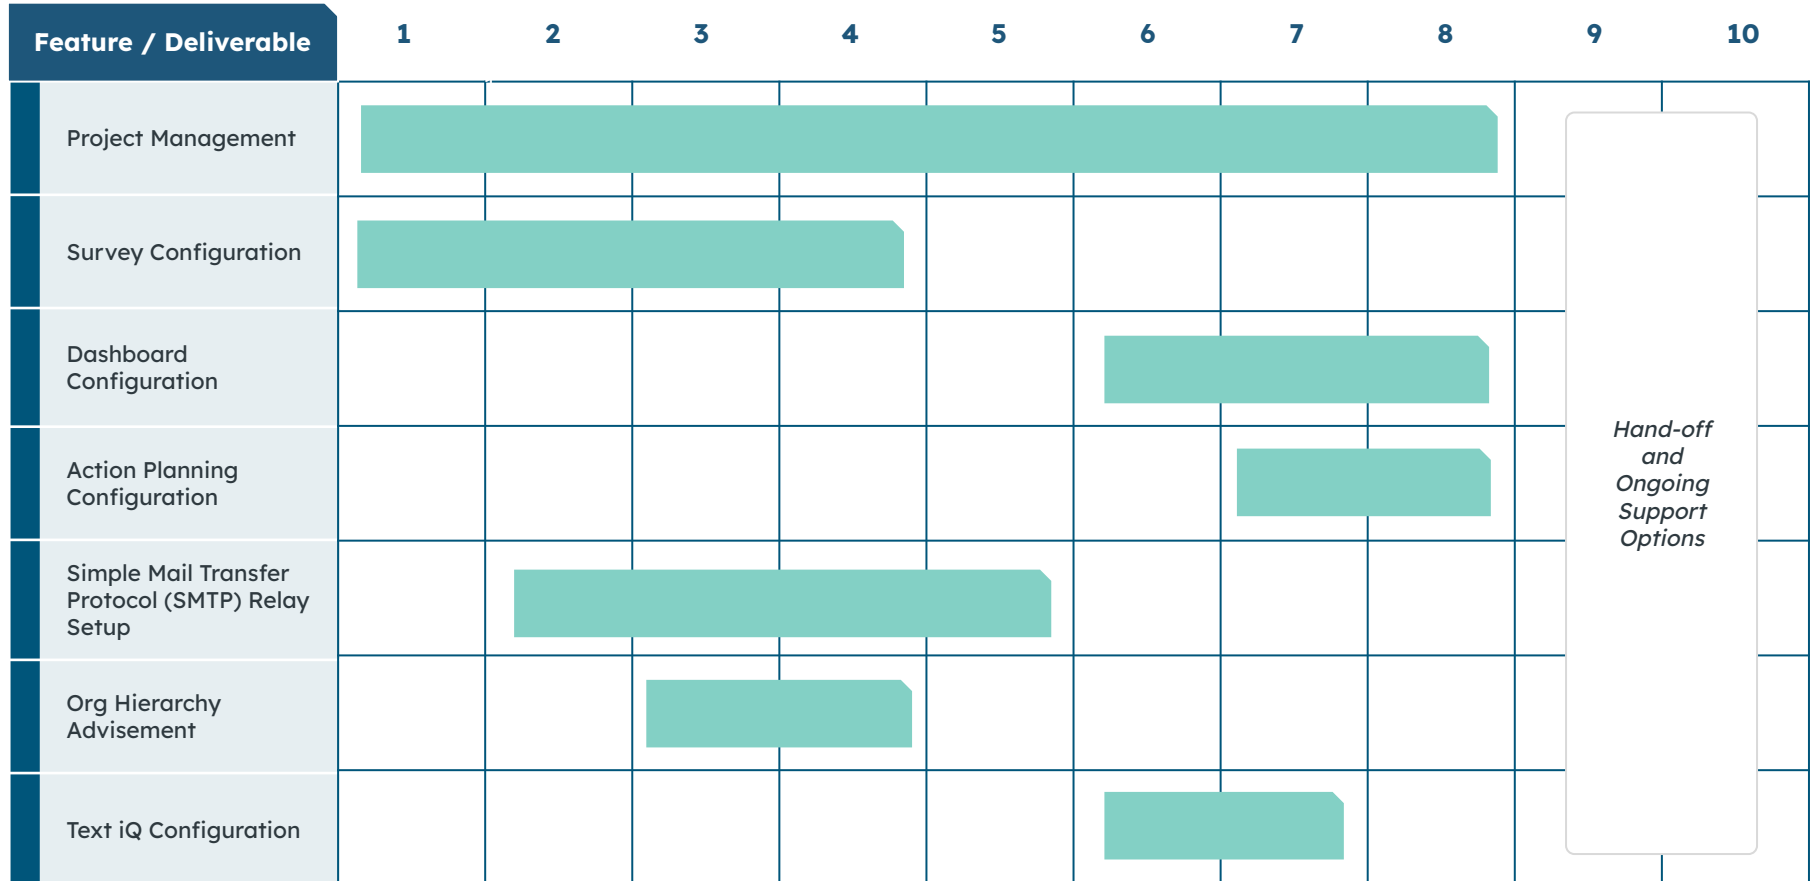 Feature / Deliverable
1 2 3 4 5 6 7 8 9 10
Project Management
Survey Configuration
Dashboard
Configuration
Action Planning
Configuration
Simple Mail Transfer
Protocol (SMTP) Relay
Setup
Org Hierarchy
Advisement
Text iQ Configuration
Hand-off
and
Ongoing
Support
Options